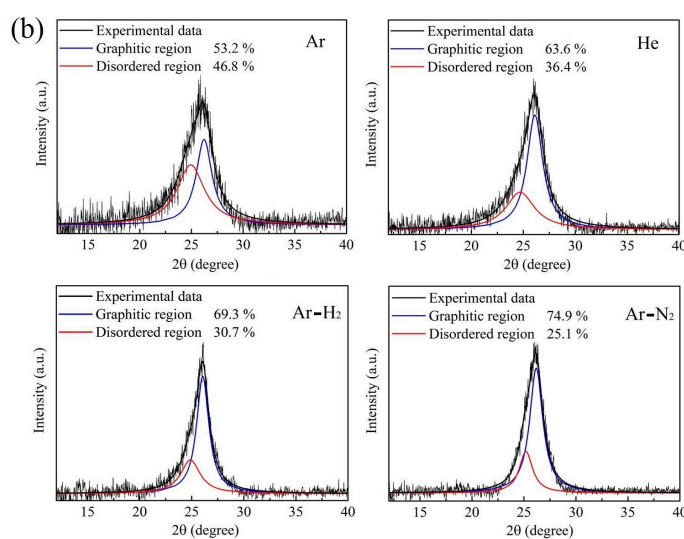 (b)
Experimental data
Graphitic region 53.2 %
Disordered region 46.8 %
Ar
Intensity (a.u.)
15 20 25 30 35 40
2θ (degree)
Experimental data
Graphitic region 63.6 %
Disordered region 36.4 %
He
Intensity (a.u.)
15 20 25 30 35 40
2θ (degree)
Experimental data
Graphitic region 69.3 %
Disordered region 30.7 %
Ar-H₂
Intensity (a.u.)
15 20 25 30 35 40
2θ (degree)
Experimental data
Graphitic region 74.9 %
Disordered region 25.1 %
Ar-N₂
Intensity (a.u.)
15 20 25 30 35 40
2θ (degree)